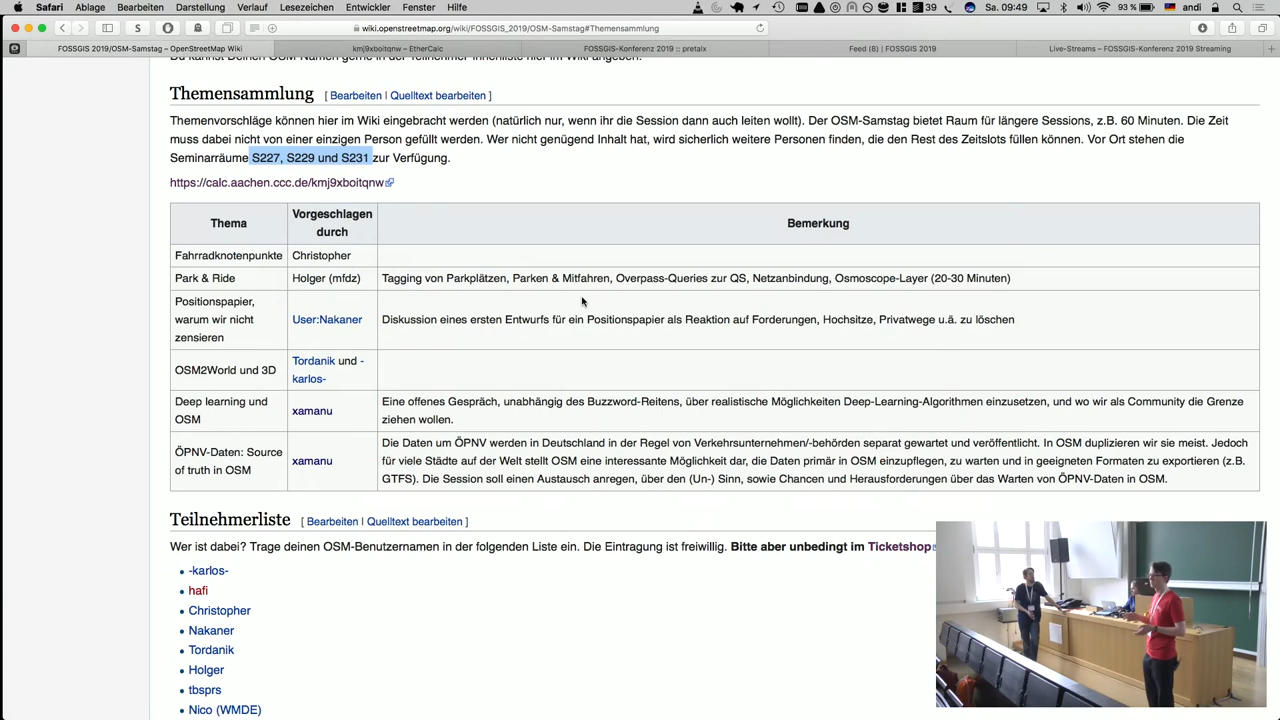 Safari Ablage Bearbeiten Darstellung Verlauf Lesezeichen Entwickler Fenster Hilfe 39 93 % Sa. 09:49 andi
wiki.openstreetmap.org/wiki/FOSSGIS_2019/OSM-Samstag#Themensammlung
FOSSGIS 2019/OSM-Samstag – OpenStreetMap Wiki kmj9xboitqnw – EtherCalc FOSSGIS-Konferenz 2019 :: pretalx Feed (8) | FOSSGIS 2019 Live-Streams – FOSSGIS-Konferenz 2019 Streaming
Du kannst Deinen OSM-Namen gerne in der Teilnehmer innenliste hier im Wiki angeben.
Themensammlung [ Bearbeiten | Quelltext bearbeiten ]
Themenvorschläge können hier im Wiki eingebracht werden (natürlich nur, wenn ihr die Session dann auch leiten wollt). Der OSM-Samstag bietet Raum für längere Sessions, z.B. 60 Minuten. Die Zeit
muss dabei nicht von einer einzigen Person gefüllt werden. Wer nicht genügend Inhalt hat, wird sicherlich weitere Personen finden, die den Rest des Zeitslots füllen können. Vor Ort stehen die
Seminarräume S227, S229 und S231 zur Verfügung.
https://calc.aachen.ccc.de/kmj9xboitqnw
Thema Vorgeschlagen durch Bemerkung
Fahrradknotenpunkte Christopher
Park & Ride Holger (mfdz) Tagging von Parkplätzen, Parken & Mitfahren, Overpass-Queries zur QS, Netzanbindung, Osmoscope-Layer (20-30 Minuten)
Positionspapier,
warum wir nicht
zensieren
User:Nakaner
Diskussion eines ersten Entwurfs für ein Positionspapier als Reaktion auf Forderungen, Hochsitze, Privatwege u.ä. zu löschen
OSM2World und 3D
Tordanik und -
karlos-
Deep learning und
OSM
xamanu
Eine offenes Gespräch, unabhängig des Buzzword-Reitens, über realistische Möglichkeiten Deep-Learning-Algorithmen einzusetzen, und wo wir als Community die Grenze
ziehen wollen.
ÖPNV-Daten: Source
of truth in OSM
xamanu
Die Daten um ÖPNV werden in Deutschland in der Regel von Verkehrsunternehmen/-behörden separat gewartet und veröffentlicht. In OSM duplizieren wir sie meist. Jedoch
für viele Städte auf der Welt stellt OSM eine interessante Möglichkeit dar, die Daten primär in OSM einzupflegen, zu warten und in geeigneten Formaten zu exportieren (z.B.
GTFS). Die Session soll einen Austausch anregen, über den (Un-) Sinn, sowie Chancen und Herausforderungen über das Warten von ÖPNV-Daten in OSM.
Teilnehmerliste [ Bearbeiten | Quelltext bearbeiten ]
Wer ist dabei? Trage deinen OSM-Benutzernamen in der folgenden Liste ein. Die Eintragung ist freiwillig. Bitte aber unbedingt im Ticketshop
-karlos-
hafi
Christopher
Nakaner
Tordanik
Holger
tbsprs
Nico (WMDE)